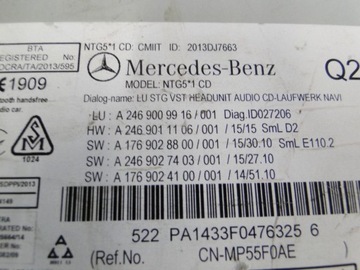 BTA
OCRA/TA/2013/595
NTG5*1 CD: CMIIT ID: 2013DJ7663
Mercedes-Benz
Q2
MODEL: NTG5*1 CD
1909
Dialog-name: LU STG VST HEADUNIT AUDIO CD-LAUFWERK NAVI
LU : A 246 900 99 16 /001 Diag.ID027206
HW : A 246 901 11 06 /001 /15/15 SmL D2
SW : A 176 902 88 00 /001 /15/30.10 SmL E110.2
SW : A 246 902 74 03 /001 /15/27.10
SW : A 176 902 41 00 /001 /14/51.10
1024
522 PA1433F0476325 6
(Ref.No. CN-MP55F0AE )